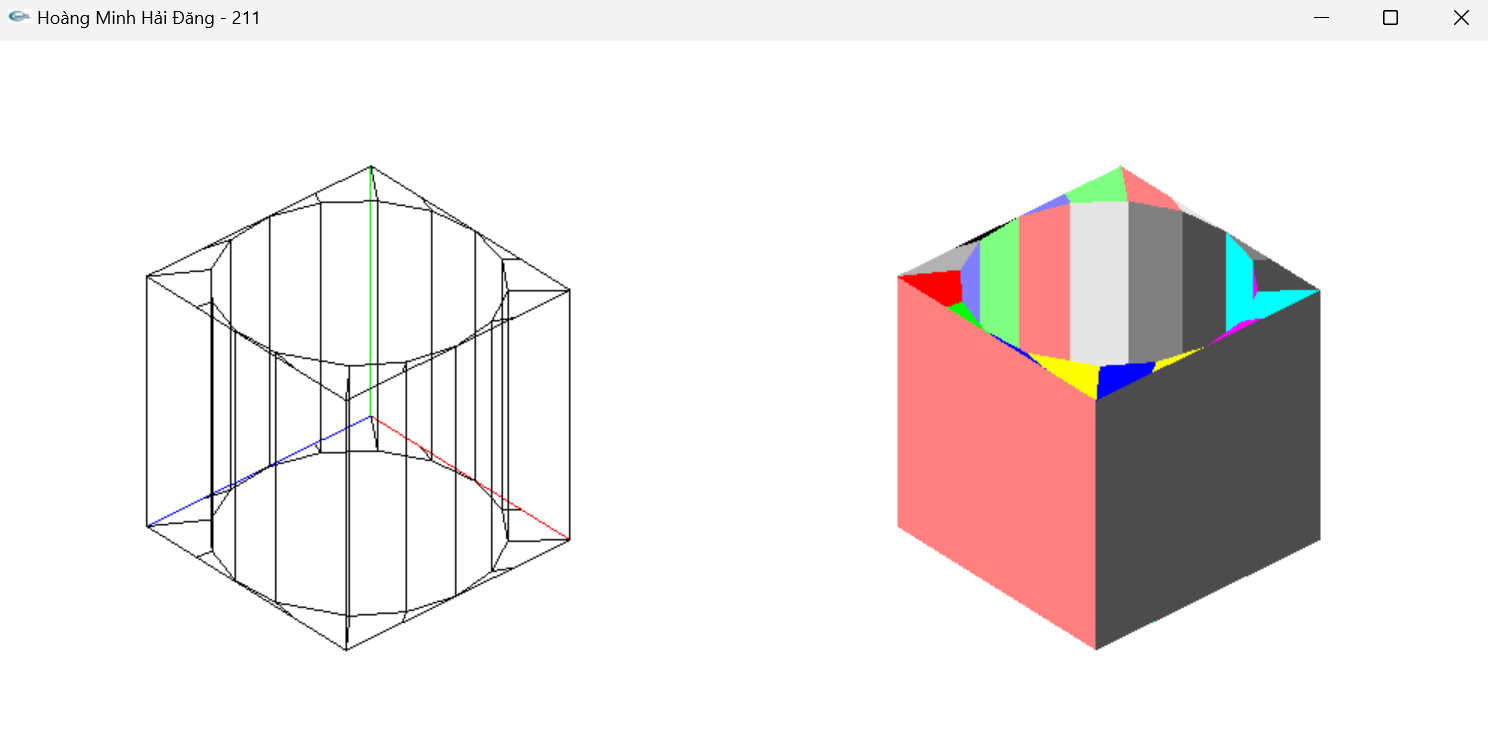 Hoàng Minh Hải Đăng - 211